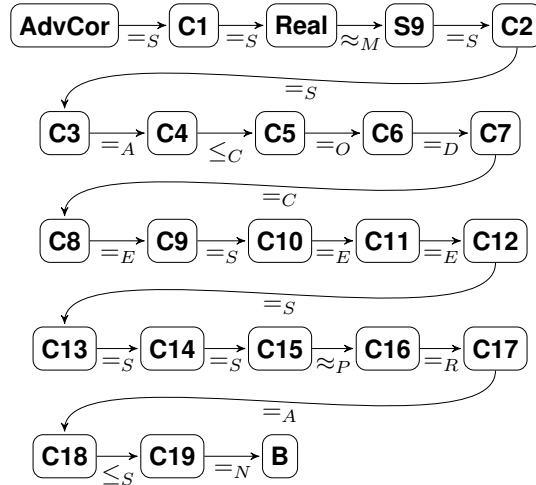 AdvCor =S C1 =S Real ≈M S9 =S C2
=S
C3 =A C4 ≤C C5 =O C6 =D C7
=C
C8 =E C9 =S C10 =E C11 =E C12
=S
C13 =S C14 =S C15 ≈P C16 =R C17
=A
C18 ≤S C19 =N B